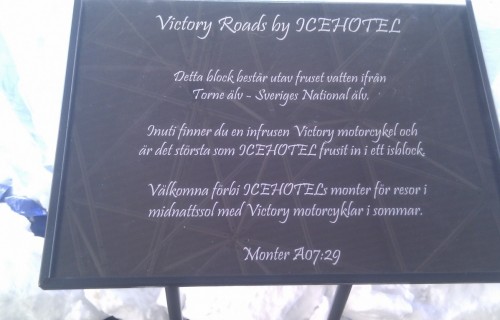 Victory Roads by ICEHOTEL
Detta block består utav fruset vatten ifrån
Torne älv - Sveriges National älv.
Inuti finner du en infrusen Victory motorcykel och
är det största som ICEHOTEL frusit in i ett isblock.
Välkomna förbi ICEHOTELs monter för resor i
midnattssol med Victory motorcyklar i sommar.
Monter A07:29